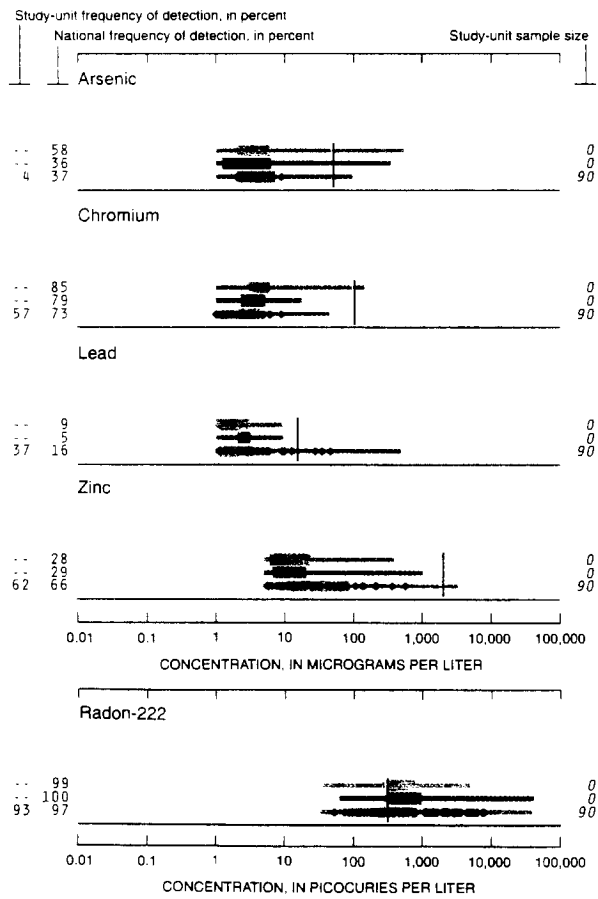 Study-unit frequency of detection, in percent
National frequency of detection, in percent
Study-unit sample size
Arsenic
-- 58 0
-- 36 0
4 37 90
Chromium
-- 85 0
-- 79 0
57 73 90
Lead
-- 9 0
-- 5 0
37 16 90
Zinc
-- 28 0
-- 29 0
62 66 90
0.01 0.1 1 10 100 1,000 10,000 100,000
CONCENTRATION, IN MICROGRAMS PER LITER
Radon-222
-- 99 0
-- 100 0
93 97 90
0.01 0.1 1 10 100 1,000 10,000 100,000
CONCENTRATION, IN PICOCURIES PER LITER